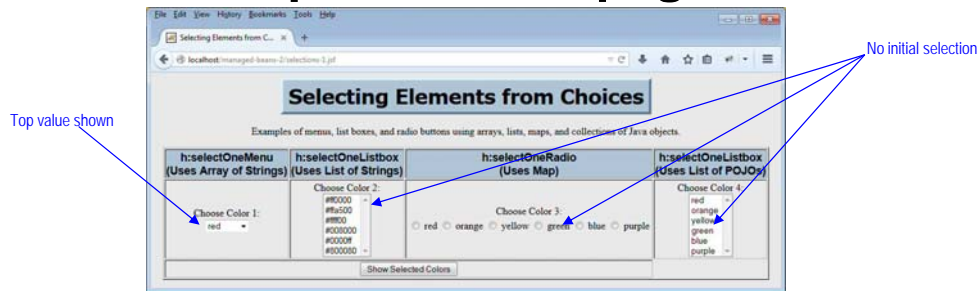 File Edit View History Bookmarks Tools Help
Selecting Elements from C... × +
localhost/managed-beans-2/selections-1.jsf
No initial selection
Selecting Elements from Choices
Top value shown
Examples of menus, list boxes, and radio buttons using arrays, lists, maps, and collections of Java objects.
h:selectOneMenu
(Uses Array of Strings)
h:selectOneListbox
(Uses List of Strings)
h:selectOneRadio
(Uses Map)
h:selectOneListbox
(Uses List of POJOs)
Choose Color 1:
red
Choose Color 2:
#ff0000
#ffa500
#ffff00
#008000
#0000ff
#800080
Choose Color 3:
red orange yellow green blue purple
Choose Color 4:
red
orange
yellow
green
blue
purple
Show Selected Colors